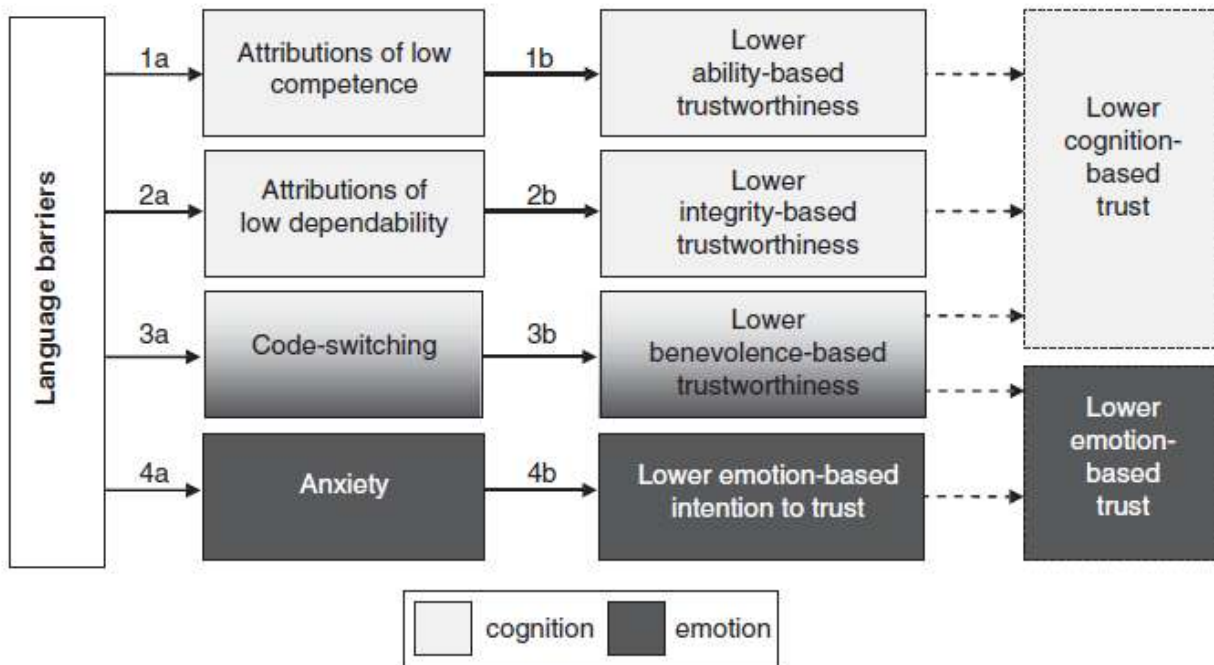 Language barriers
1a
Attributions of low
competence
1b
Lower
ability-based
trustworthiness
2a
Attributions of
low dependability
2b
Lower
integrity-based
trustworthiness
3a
Code-switching
3b
Lower
benevolence-based
trustworthiness
4a
Anxiety
4b
Lower emotion-based
intention to trust
Lower
cognition-
based
trust
Lower
emotion-
based
trust
cognition
emotion